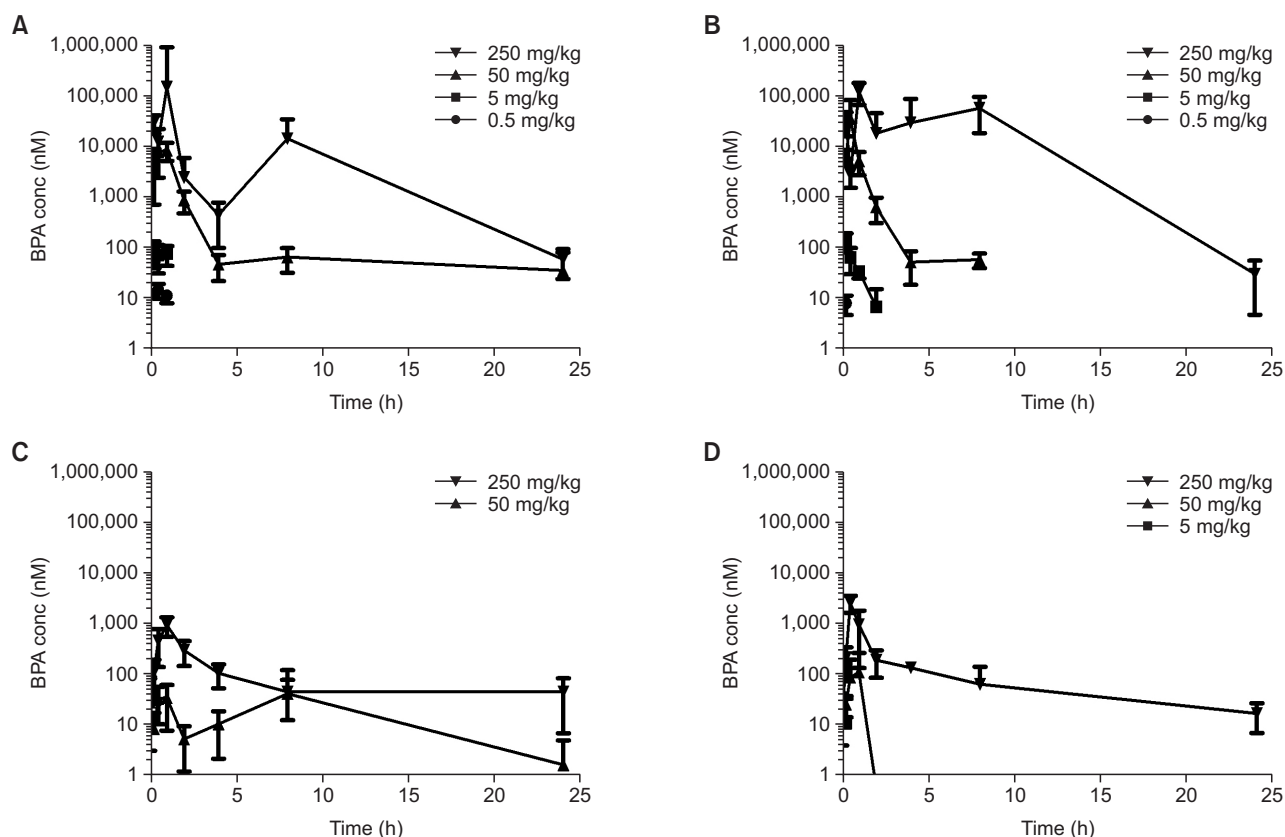 A
BPA conc (nM)
1,000,000
100,000
10,000
1,000
100
10
1
0 5 10 15 20 25
Time (h)
250 mg/kg
50 mg/kg
5 mg/kg
0.5 mg/kg
B
BPA conc (nM)
1,000,000
100,000
10,000
1,000
100
10
1
0 5 10 15 20 25
Time (h)
250 mg/kg
50 mg/kg
5 mg/kg
0.5 mg/kg
C
BPA conc (nM)
1,000,000
100,000
10,000
1,000
100
10
1
0 5 10 15 20 25
Time (h)
250 mg/kg
50 mg/kg
D
BPA conc (nM)
1,000,000
100,000
10,000
1,000
100
10
1
0 5 10 15 20 25
Time (h)
250 mg/kg
50 mg/kg
5 mg/kg